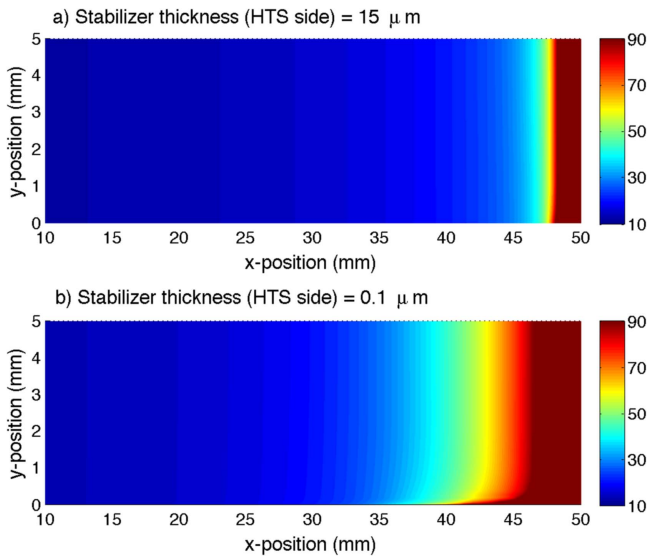 a) Stabilizer thickness (HTS side) = 15 μ m
y-position (mm)
5
4
3
2
1
0
10 15 20 25 30 35 40 45 50
x-position (mm)
90
70
50
30
10
b) Stabilizer thickness (HTS side) = 0.1 μ m
y-position (mm)
5
4
3
2
1
0
10 15 20 25 30 35 40 45 50
x-position (mm)
90
70
50
30
10